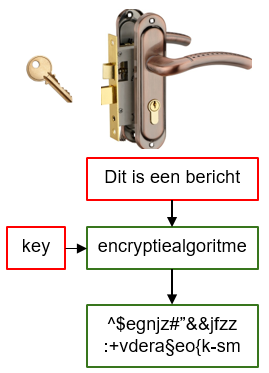 Dit is een bericht
key
encryptiealgoritme
^$egnjz#”&&jfzz
:+vdera§eo{k-sm